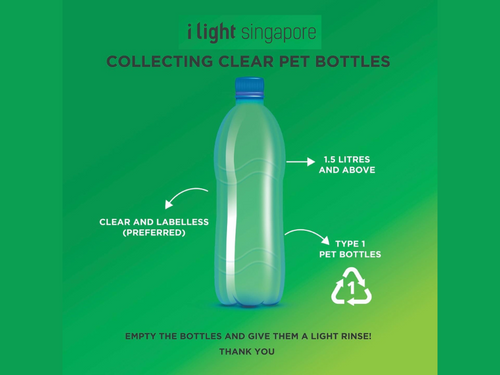 i light singapore
COLLECTING CLEAR PET BOTTLES
1.5 LITRES
AND ABOVE
CLEAR AND LABELLESS
(PREFERRED)
TYPE 1
PET BOTTLES
1
EMPTY THE BOTTLES AND GIVE THEM A LIGHT RINSE!
THANK YOU